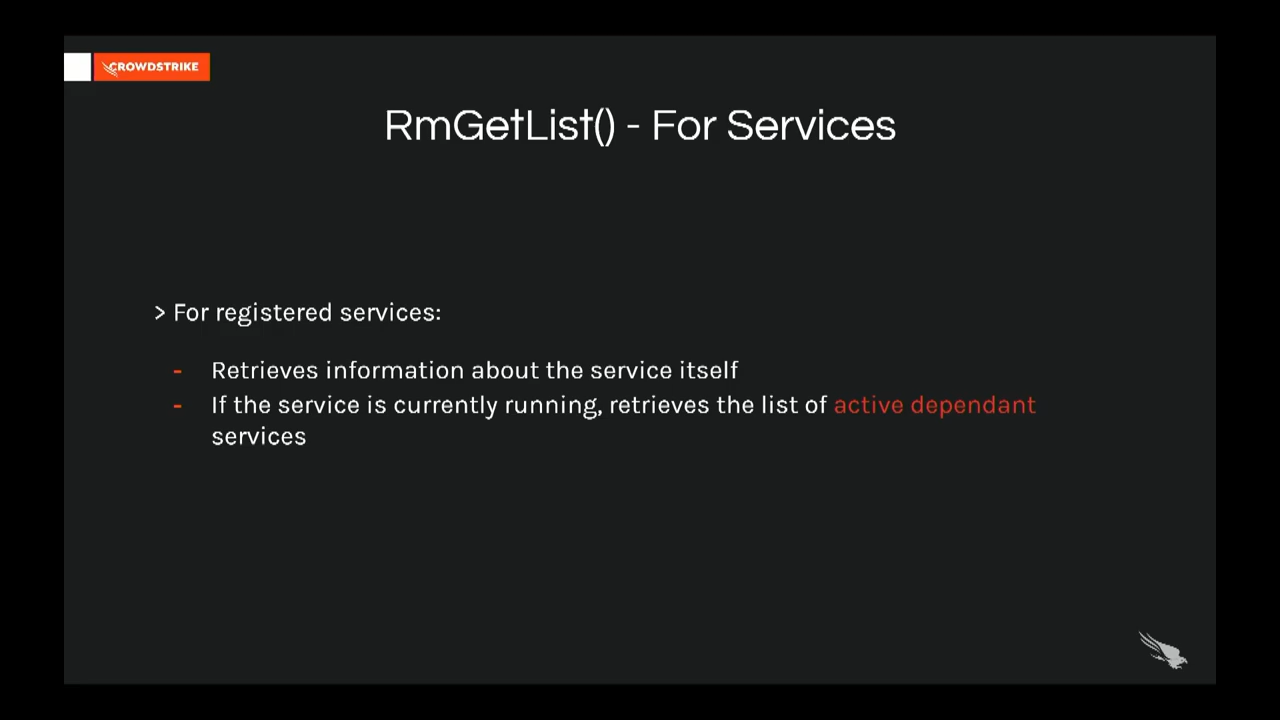 CROWDSTRIKE
RmGetList() - For Services
> For registered services:
- Retrieves information about the service itself
- If the service is currently running, retrieves the list of active dependant
services